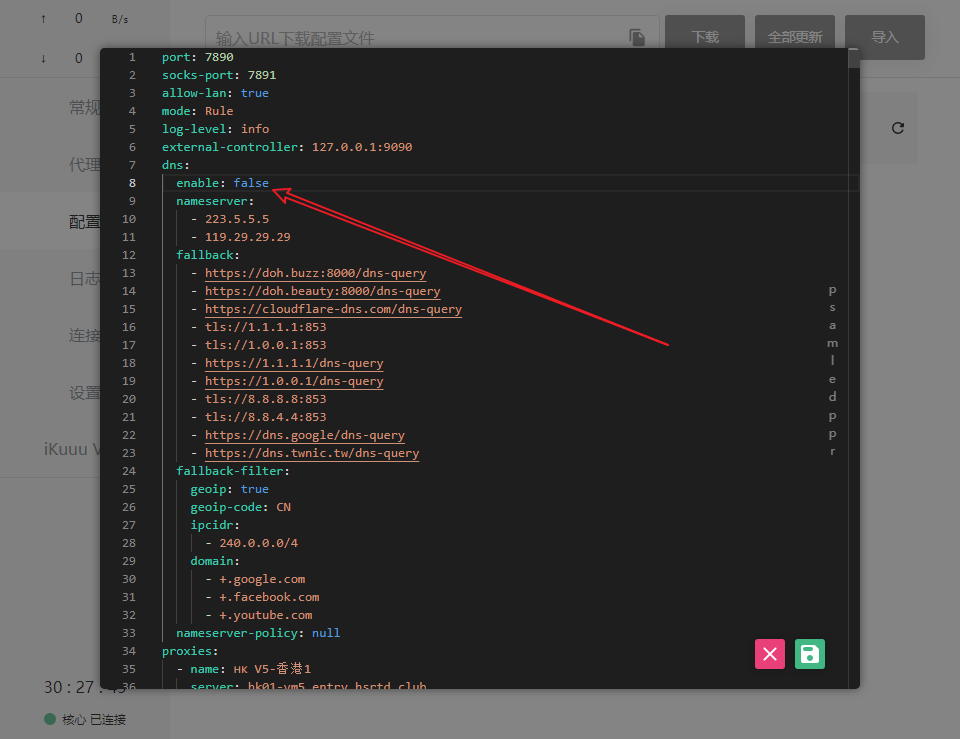 ↑ 0 B/s
输入URL下载配置文件 下载 全部更新 导入
↓ 0
常规
代理
配置
日志
连接
设置
iKuuu V
30 : 27 :
核心 已连接
1 port: 7890
2 socks-port: 7891
3 allow-lan: true
4 mode: Rule
5 log-level: info
6 external-controller: 127.0.0.1:9090
7 dns:
8 enable: false
9 nameserver:
10 - 223.5.5.5
11 - 119.29.29.29
12 fallback:
13 - https://doh.buzz:8000/dns-query
14 - https://doh.beauty:8000/dns-query
15 - https://cloudflare-dns.com/dns-query
16 - tls://1.1.1.1:853
17 - tls://1.0.0.1:853
18 - https://1.1.1.1/dns-query
19 - https://1.0.0.1/dns-query
20 - tls://8.8.8.8:853
21 - tls://8.8.4.4:853
22 - https://dns.google/dns-query
23 - https://dns.twnic.tw/dns-query
24 fallback-filter:
25 geoip: true
26 geoip-code: CN
27 ipcidr:
28 - 240.0.0.0/4
29 domain:
30 - +.google.com
31 - +.facebook.com
32 - +.youtube.com
33 nameserver-policy: null
34 proxies:
35 - name: HK V5-香港1
36 server: hk01-vm5.entry.hsrtd.club
p
s
a
m
l
e
d
p
p
r